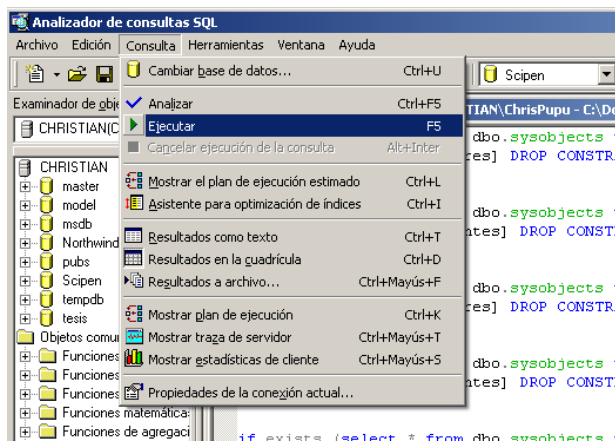 Analizador de consultas SQL
Archivo Edición Consulta Herramientas Ventana Ayuda
Scipen
Examinador de obje
CHRISTIAN(C
CHRISTIAN
master
model
msdb
Northwind
pubs
Scipen
tempdb
tesis
Objetos comu
Funciones
Funciones
Funciones
Funciones matemática:
Funciones de agregaci
Cambiar base de datos... Ctrl+U
Analizar Ctrl+F5
Ejecutar F5
Cancelar ejecución de la consulta Alt+Inter
Mostrar el plan de ejecución estimado Ctrl+L
Asistente para optimización de índices Ctrl+I
Resultados como texto Ctrl+T
Resultados en la cuadrícula Ctrl+D
Resultados a archivo... Ctrl+Mayús+F
Mostrar plan de ejecución Ctrl+K
Mostrar traza de servidor Ctrl+Mayús+T
Mostrar estadísticas de cliente Ctrl+Mayús+S
Propiedades de la conexión actual...
TIAN\ChrisPupu - C:\Do
dbo.sysobjects
res] DROP CONSTR
dbo.sysobjects
ntes] DROP CONST
dbo.sysobjects
res] DROP CONSTR
dbo.sysobjects
ntes] DROP CONST
if exists (select * from dbo.sysobjects